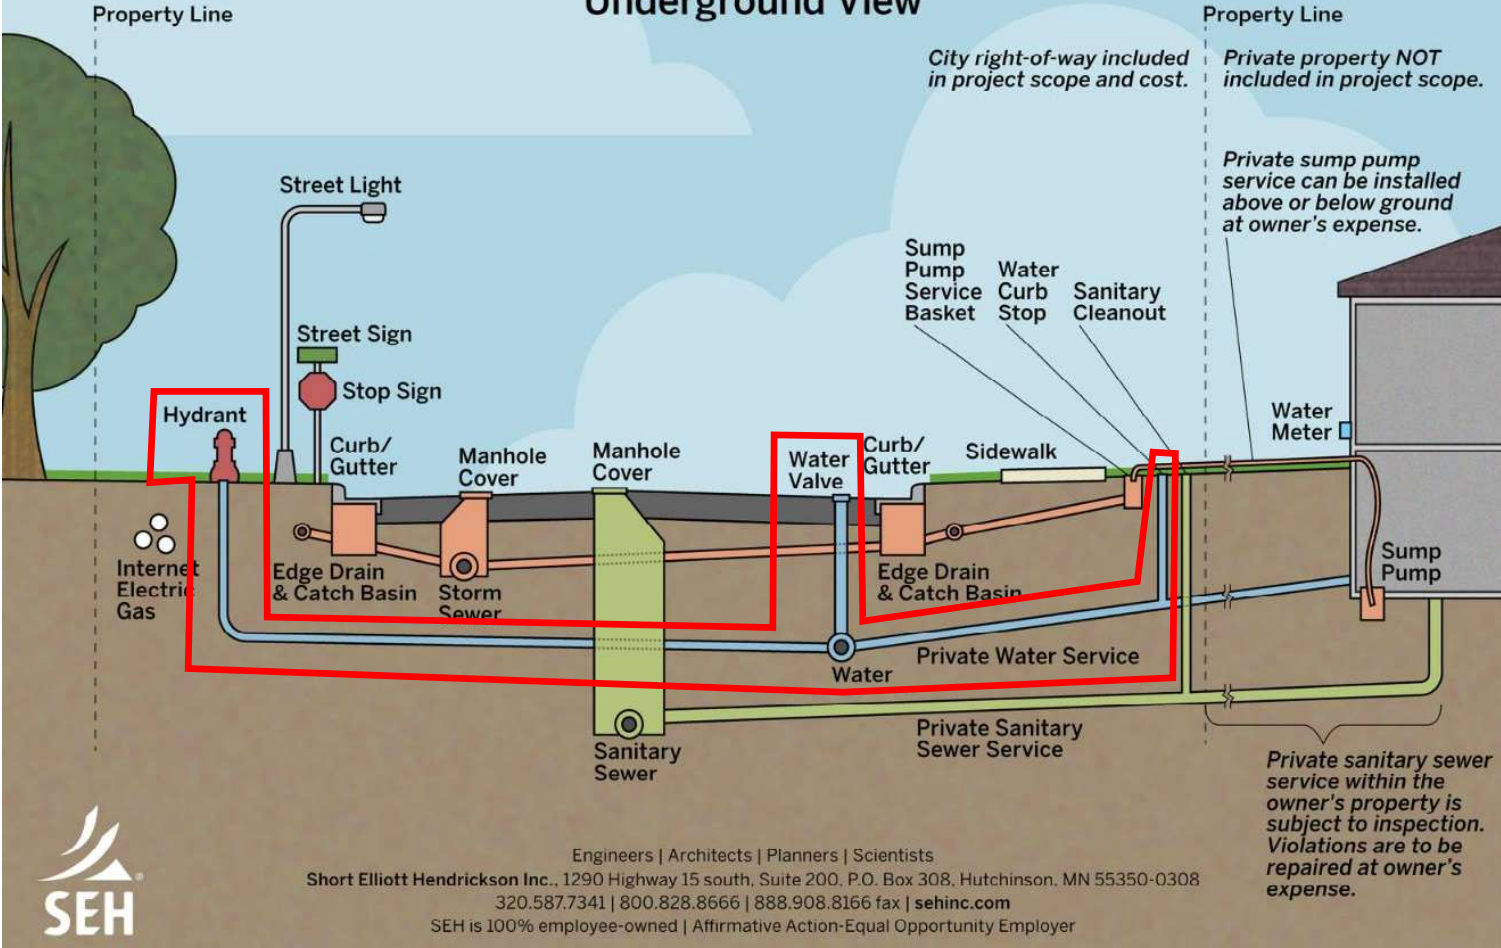 Underground View
Property Line
Property Line
City right-of-way included
in project scope and cost.
Private property NOT
included in project scope.
Private sump pump
service can be installed
above or below ground
at owner's expense.
Street Light
Sump
Pump
Service
Basket
Water
Curb
Stop
Sanitary
Cleanout
Street Sign
Stop Sign
Hydrant
Curb/
Gutter
Manhole
Cover
Manhole
Cover
Water
Valve
Curb/
Gutter
Sidewalk
Water
Meter
Internet
Electric
Gas
Edge Drain
& Catch Basin
Storm
Sewer
Edge Drain
& Catch Basin
Sump
Pump
Water
Private Water Service
Sanitary
Sewer
Private Sanitary
Sewer Service
Private sanitary sewer
service within the
owner's property is
subject to inspection.
Violations are to be
repaired at owner's
expense.
SEH®
Engineers | Architects | Planners | Scientists
Short Elliott Hendrickson Inc., 1290 Highway 15 south, Suite 200, P.O. Box 308, Hutchinson, MN 55350-0308
320.587.7341 | 800.828.8666 | 888.908.8166 fax | sehinc.com
SEH is 100% employee-owned | Affirmative Action-Equal Opportunity Employer